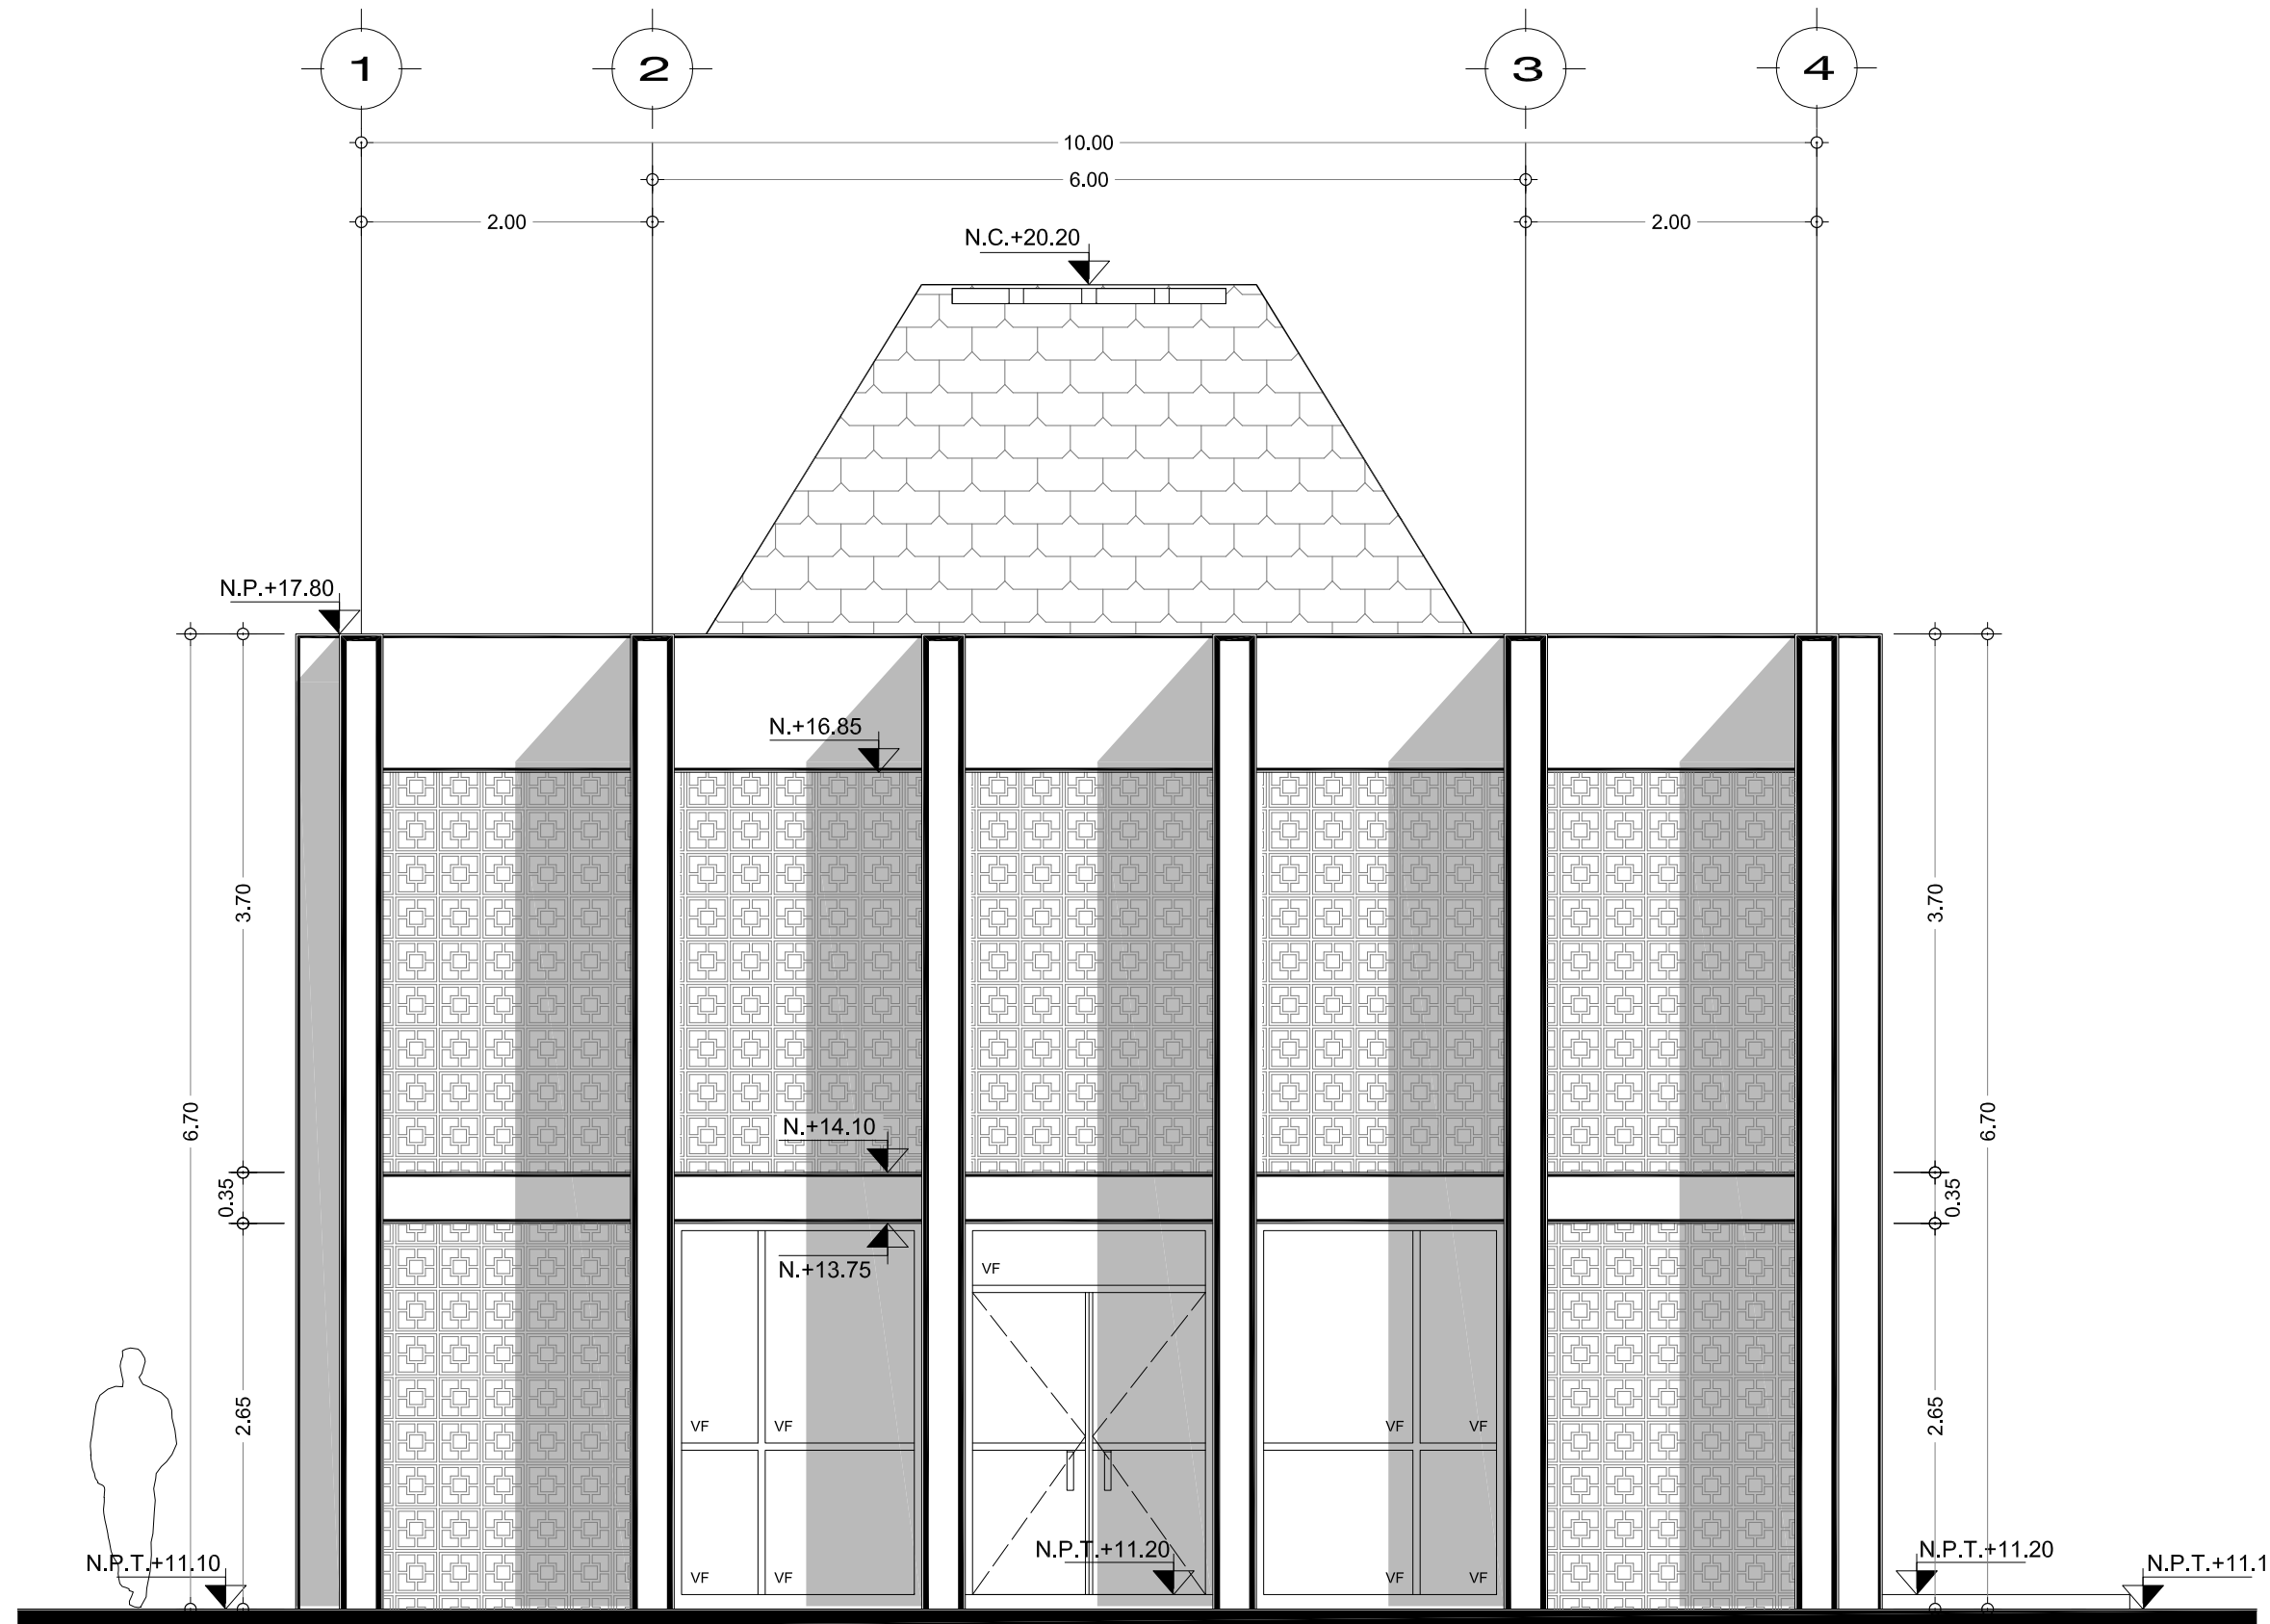 1 2 3 4
10.00
6.00
2.00 2.00
N.C.+20.20
N.P.+17.80
N.+16.85
3.70 3.70
6.70 6.70
N.+14.10
0.35 0.35
N.+13.75
VF
2.65 2.65
VF VF VF VF
N.P.T.+11.10 N.P.T.+11.20 N.P.T.+11.20 N.P.T.+11.1
VF VF VF VF